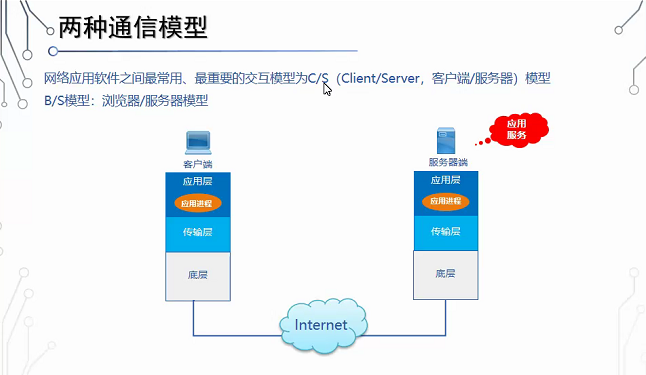 两种通信模型
网络应用软件之间最常用、最重要的交互模型为C/S（Client/Server，客户端/服务器）模型
B/S模型：浏览器/服务器模型
应用
服务
客户端
服务器端
应用层
应用进程
传输层
底层
应用层
应用进程
传输层
底层
Internet